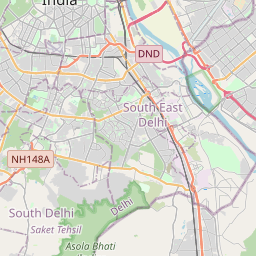 India
DND
South East
Delhi
NH148A
South Delhi
Saket Tehsil
Delhi
Asola Bhati